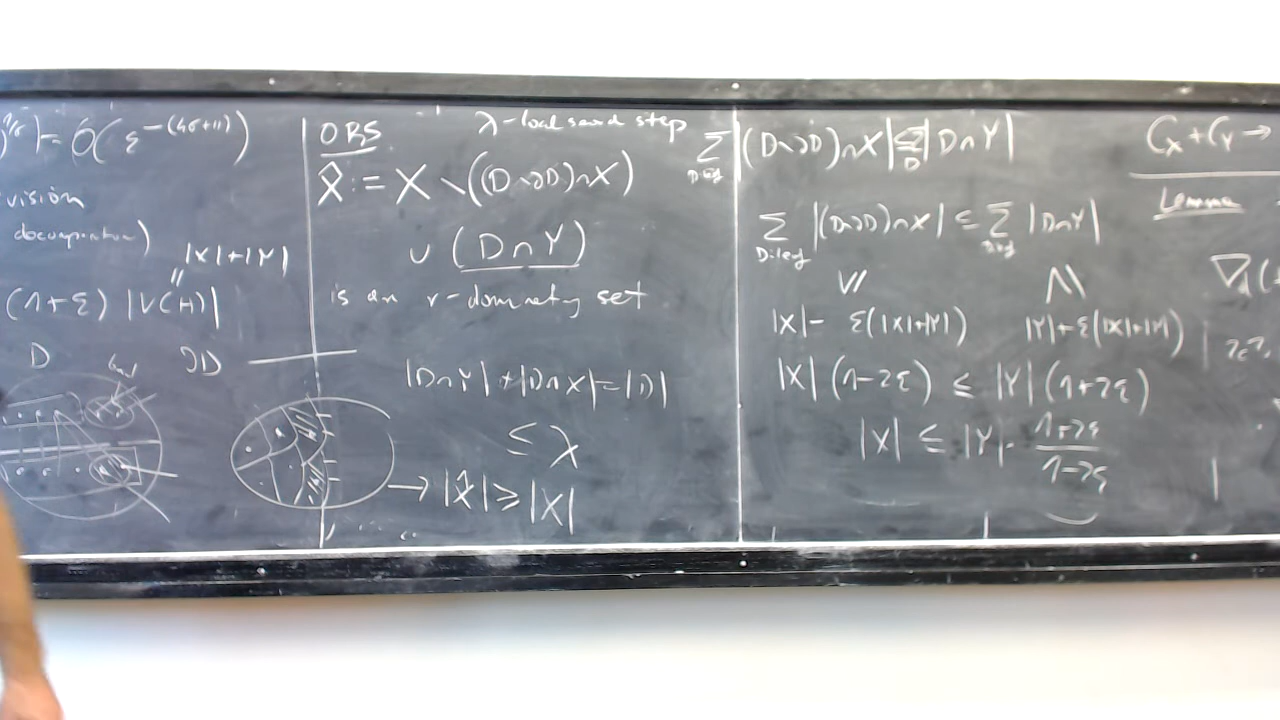 = O(ε^{-(4σ+11)})
vision
decomposition)
|X|+|Y|
||
(1+ε) |V(H)|
D ∂D
OBS
λ-local search step
X̂ := X \ ((D\∂D)∩X)
∪ (D∩Y)
is an r-dominating set
|D∩Y| + |D∩X| = |D|
≤ λ
→ |X̂| ≥ |X|
Σ |(D\∂D)∩X| ≤ |D∩Y|
Σ |(D\∂D)∩X| ≤ Σ |D∩Y|
|X| - ε(|X|+|Y|) |Y| + ε(|X|+|Y|)
|X| (1-2ε) ≤ |Y| (1+2ε)
|X| ≤ |Y| · \frac{1+2ε}{1-2ε}
C_X + C_Y →
Lemma